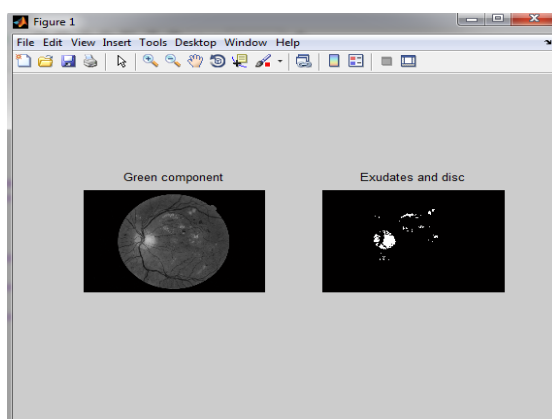 Figure 1
File Edit View Insert Tools Desktop Window Help
Green component
Exudates and disc